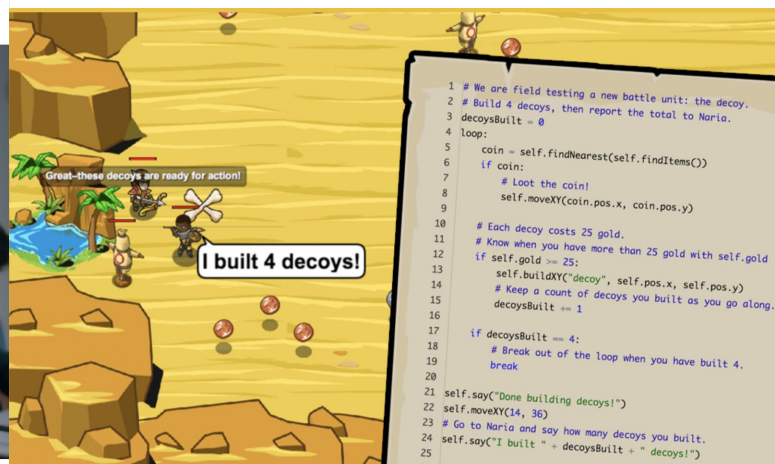 Great–these decoys are ready for action!
I built 4 decoys!
1 # We are field testing a new battle unit: the decoy.
2 # Build 4 decoys, then report the total to Naria.
3 decoysBuilt = 0
4 loop:
5 coin = self.findNearest(self.findItems())
6 if coin:
7 # Loot the coin!
8 self.moveXY(coin.pos.x, coin.pos.y)
9
10 # Each decoy costs 25 gold.
11 # Know when you have more than 25 gold with self.gold
12 if self.gold >= 25:
13 self.buildXY("decoy", self.pos.x, self.pos.y)
14 # Keep a count of decoys you built as you go along.
15 decoysBuilt += 1
16
17 if decoysBuilt == 4:
18 # Break out of the loop when you have built 4.
19 break
20
21 self.say("Done building decoys!")
22 self.moveXY(14, 36)
23 # Go to Naria and say how many decoys you built.
24 self.say("I built " + decoysBuilt + " decoys!")
25